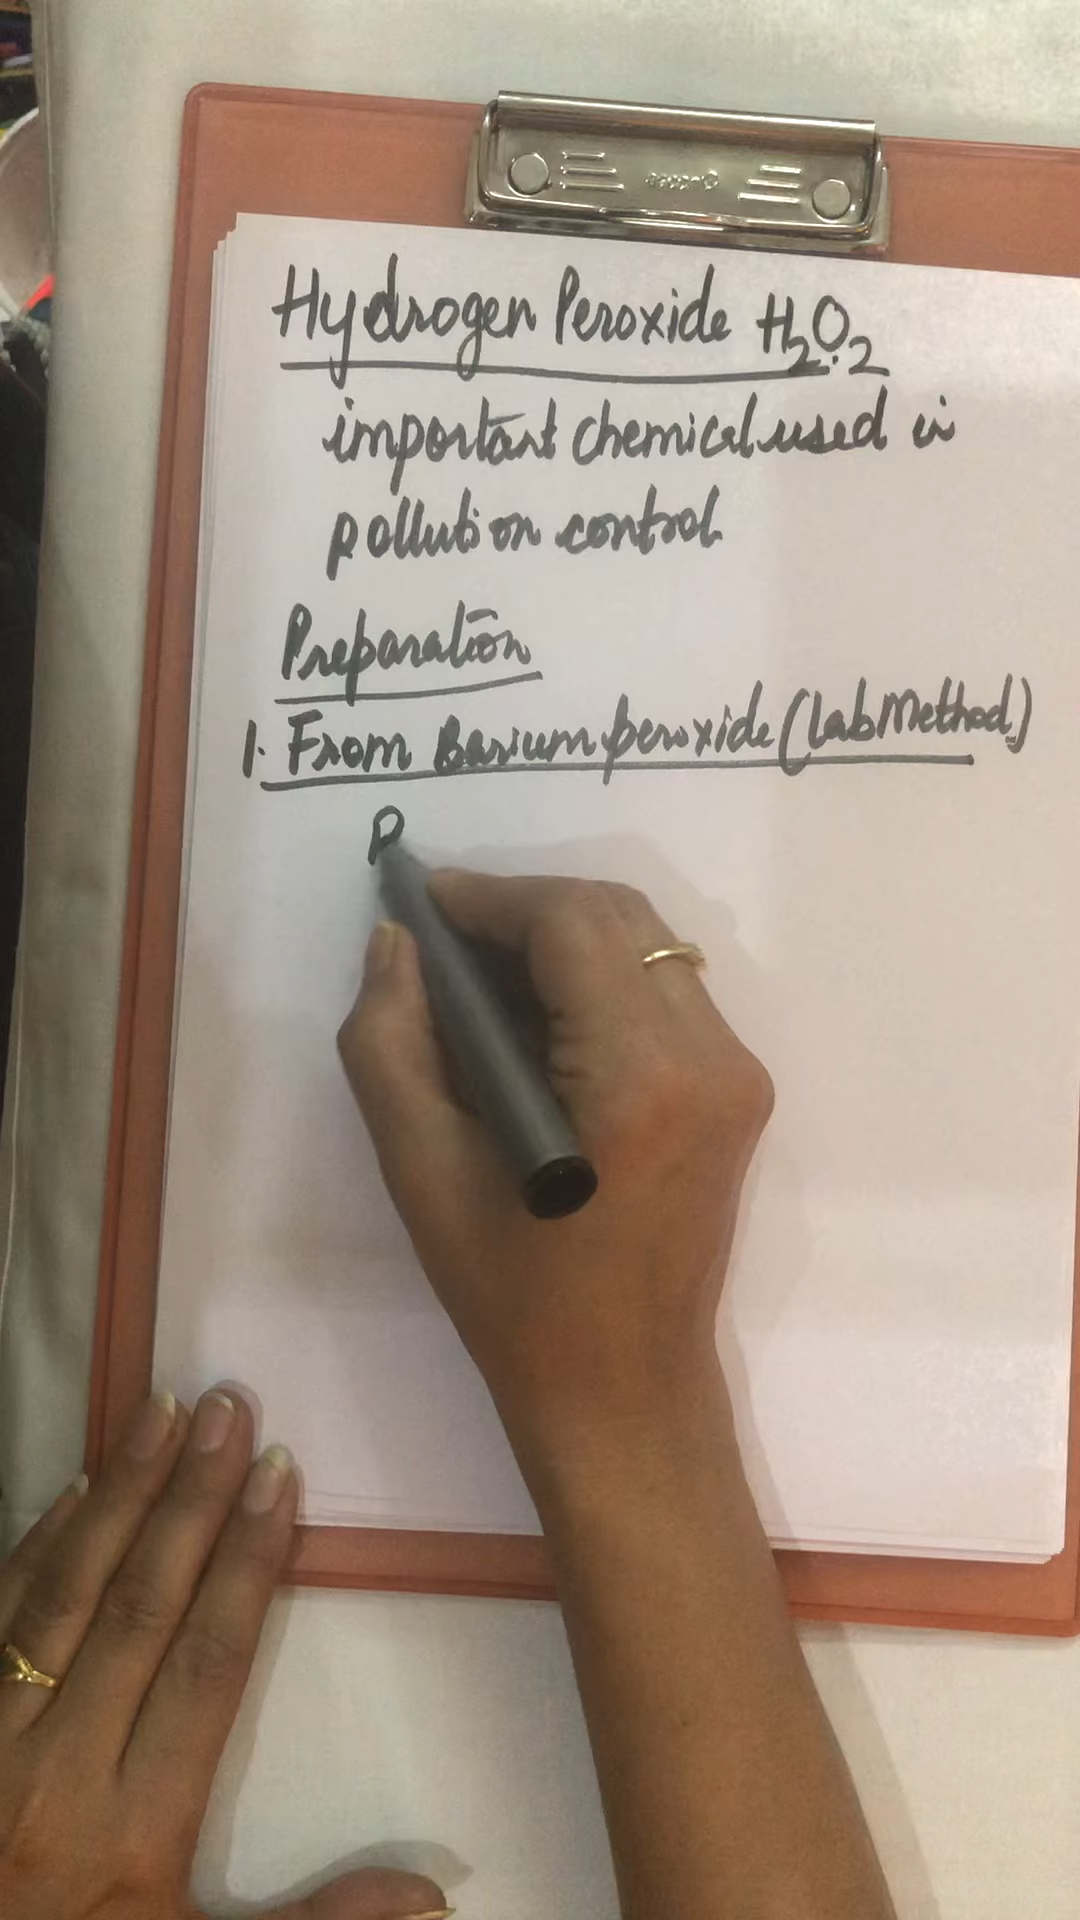 Hydrogen Peroxide H2O2
important chemical used in
pollution control
Preparation
1. From Barium peroxide (Lab Method)